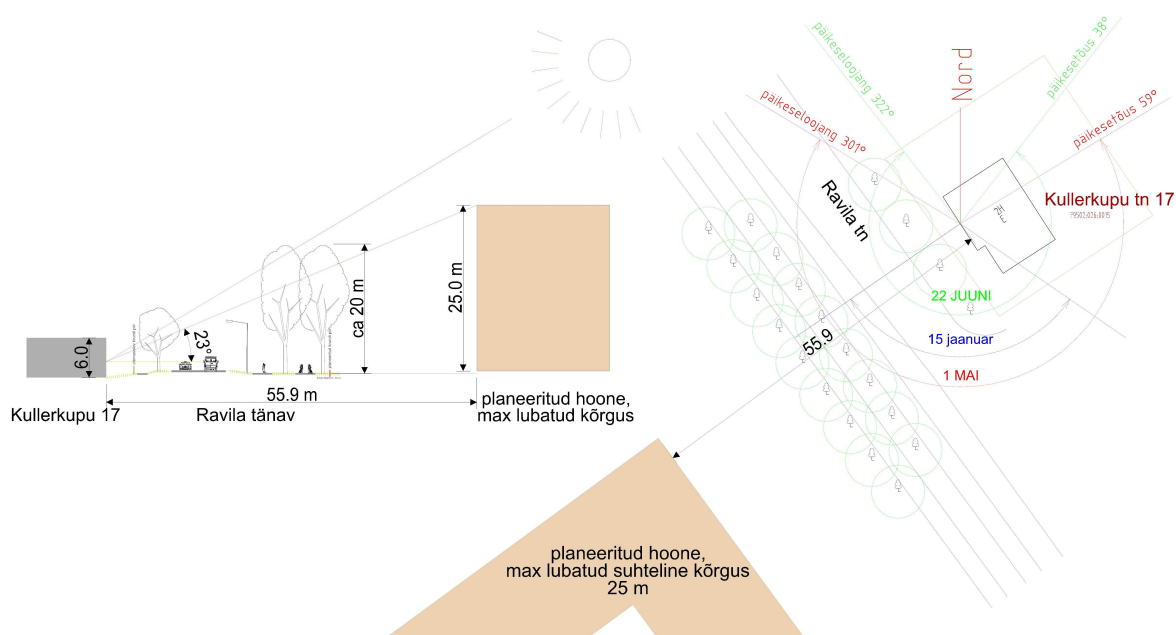 6.0
23°
ca 20 m
25.0 m
55.9 m
Kullerkupu 17
Ravila tänav
planeeritud hoone,
max lubatud kõrgus
päikeseloojang 322°
Nord
päikesetõus 38°
päikeseloojang 301°
päikesetõus 59°
Ravila tn
Kullerkupu tn 17
22 JUUNI
15 jaanuar
1 MAI
55.9
planeeritud hoone,
max lubatud suhteline kõrgus
25 m